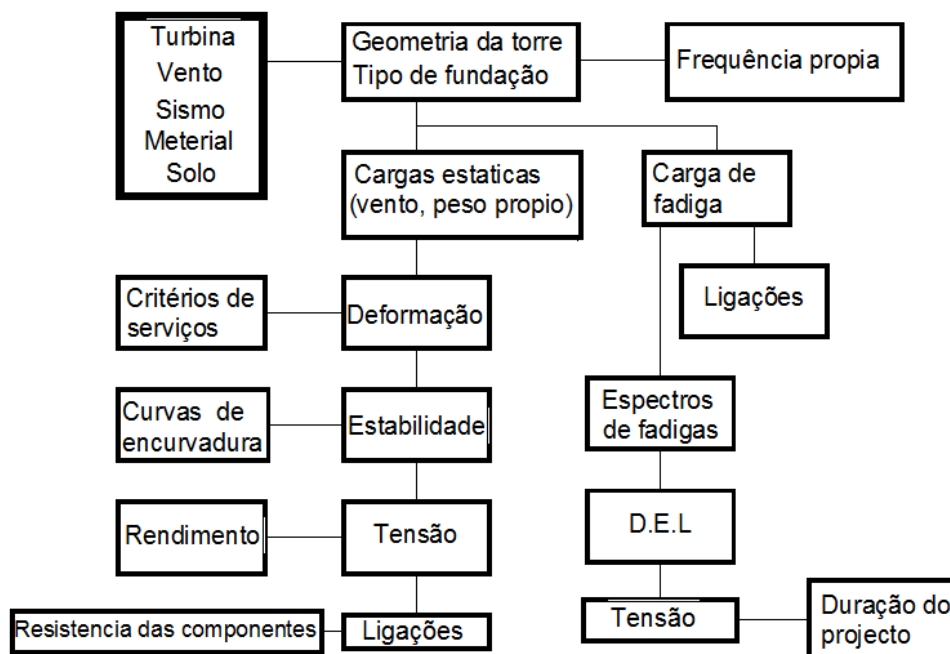 Turbina
Vento
Sismo
Meterial
Solo
Geometria da torre
Tipo de fundação
Frequência propia
Cargas estaticas
(vento, peso propio)
Carga de
fadiga
Ligações
Critérios de
serviços
Deformação
Curvas de
encurvadura
Estabilidade
Espectros
de fadigas
Rendimento
Tensão
D.E.L
Resistencia das componentes
Ligações
Tensão
Duração do
projecto